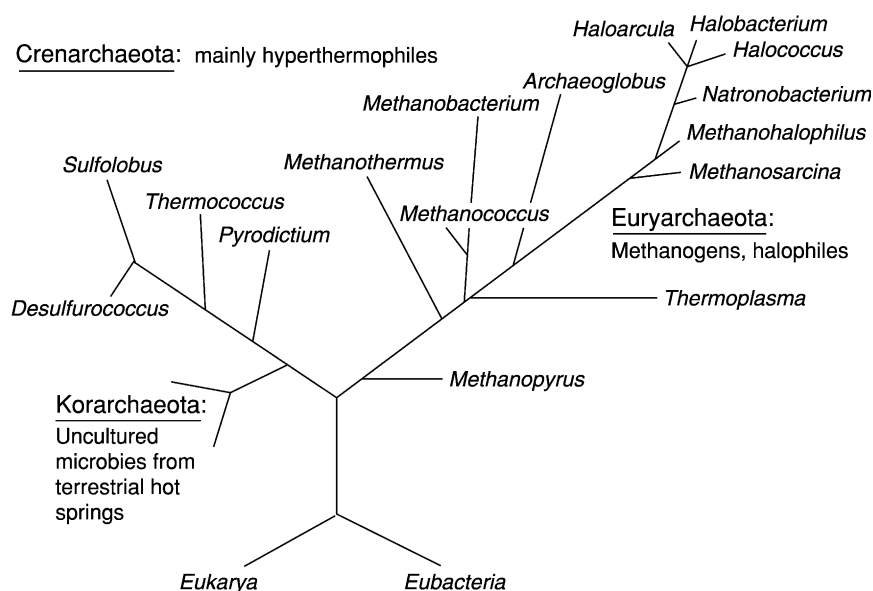 Haloarcula
Halobacterium
Crenarchaeota: mainly hyperthermophiles
Halococcus
Archaeoglobus
Methanobacterium
Natronobacterium
Methanohalophilus
Sulfolobus
Methanothermus
Methanosarcina
Thermococcus
Methanococcus
Euryarchaeota:
Pyrodictium
Methanogens, halophiles
Desulfurococcus
Thermoplasma
Methanopyrus
Korarchaeota:
Uncultured
microbies from
terrestrial hot
springs
Eukarya
Eubacteria